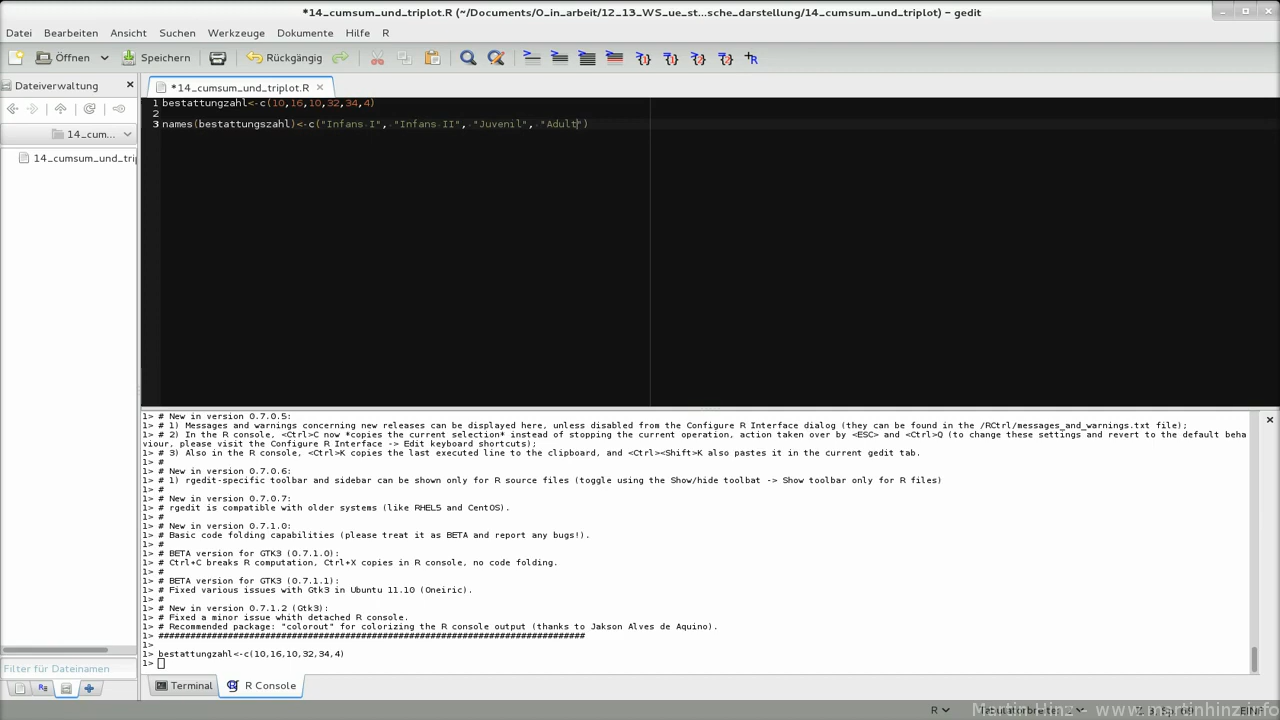 *14_cumsum_und_triplot.R (~/Documents/0_in_arbeit/12_13_WS_ue_st...sche_darstellung/14_cumsum_und_triplot) – gedit
Datei Bearbeiten Ansicht Suchen Werkzeuge Dokumente Hilfe R
Öffnen Speichern Rückgängig
Dateiverwaltung
*14_cumsum_und_triplot.R
14_cum...
14_cumsum_und_trip
1 bestattungzahl<-c(10,16,10,32,34,4)
2
3 names(bestattungszahl)<-c("Infans I", "Infans II", "Juvenil", "Adult")
1> # New in version 0.7.0.5:
1> # 1) Messages and warnings concerning new releases can be displayed here, unless disabled from the Configure R Interface dialog (they can be found in the /RCtrl/messages_and_warnings.txt file);
1> # 2) In the R console, <Ctrl>C now *copies the current selection* instead of stopping the current operation, action taken over by <ESC> and <Ctrl>Q (to change these settings and revert to the default beha
viour, please visit the Configure R Interface -> Edit keyboard shortcuts);
1> # 3) Also in the R console, <Ctrl>K copies the last executed line to the clipboard, and <Ctrl><Shift>K also pastes it in the current gedit tab.
1> #
1> # New in version 0.7.0.6:
1> # 1) rgedit-specific toolbar and sidebar can be shown only for R source files (toggle using the Show/hide toolbat -> Show toolbar only for R files)
1> #
1> # New in version 0.7.0.7:
1> # rgedit is compatible with older systems (like RHEL5 and CentOS).
1> #
1> # New in version 0.7.1.0:
1> # Basic code folding capabilities (please treat it as BETA and report any bugs!).
1> #
1> # BETA version for GTK3 (0.7.1.0):
1> # Ctrl+C breaks R computation, Ctrl+X copies in R console, no code folding.
1> #
1> # BETA version for GTK3 (0.7.1.1):
1> # Fixed various issues with Gtk3 in Ubuntu 11.10 (Oneiric).
1> #
1> # New in version 0.7.1.2 (Gtk3):
1> # Fixed a minor issue whith detached R console.
1> # Recommended package: "colorout" for colorizing the R console output (thanks to Jakson Alves de Aquino).
1> ###############################################################################
1>
1> bestattungzahl<-c(10,16,10,32,34,4)
1>
Filter für Dateinamen
Terminal R Console
R
Martin Hinz - www.martinhinz.info